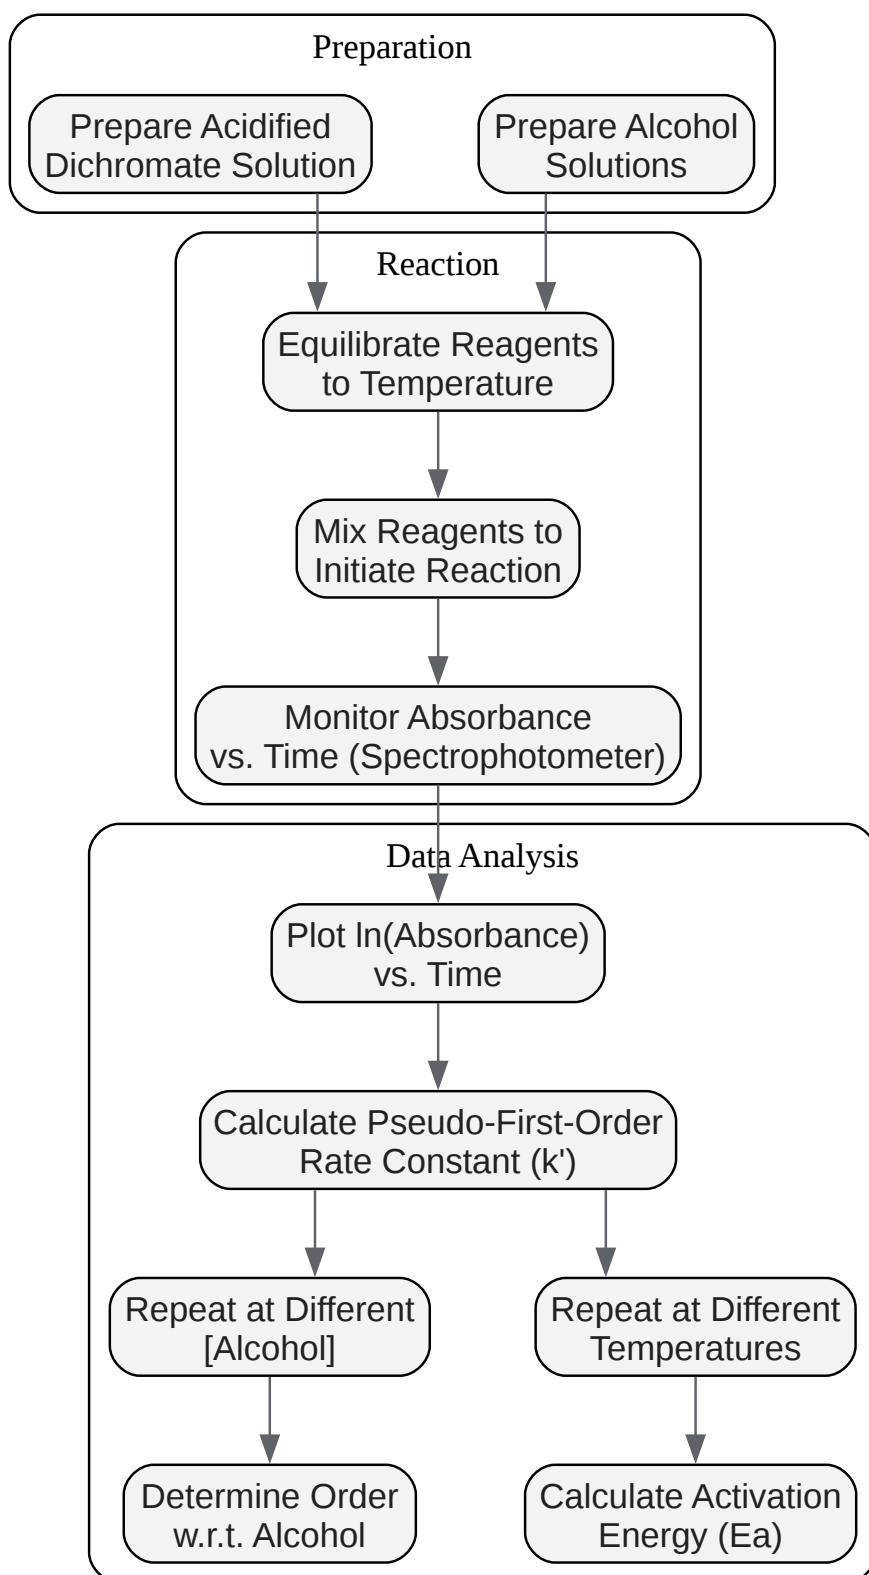 Preparation
Prepare Acidified
Dichromate Solution
Prepare Alcohol
Solutions
Reaction
Equilibrate Reagents
to Temperature
Mix Reagents to
Initiate Reaction
Monitor Absorbance
vs. Time (Spectrophotometer)
Data Analysis
Plot ln(Absorbance)
vs. Time
Calculate Pseudo-First-Order
Rate Constant (k')
Repeat at Different
[Alcohol]
Repeat at Different
Temperatures
Determine Order
w.r.t. Alcohol
Calculate Activation
Energy (Ea)